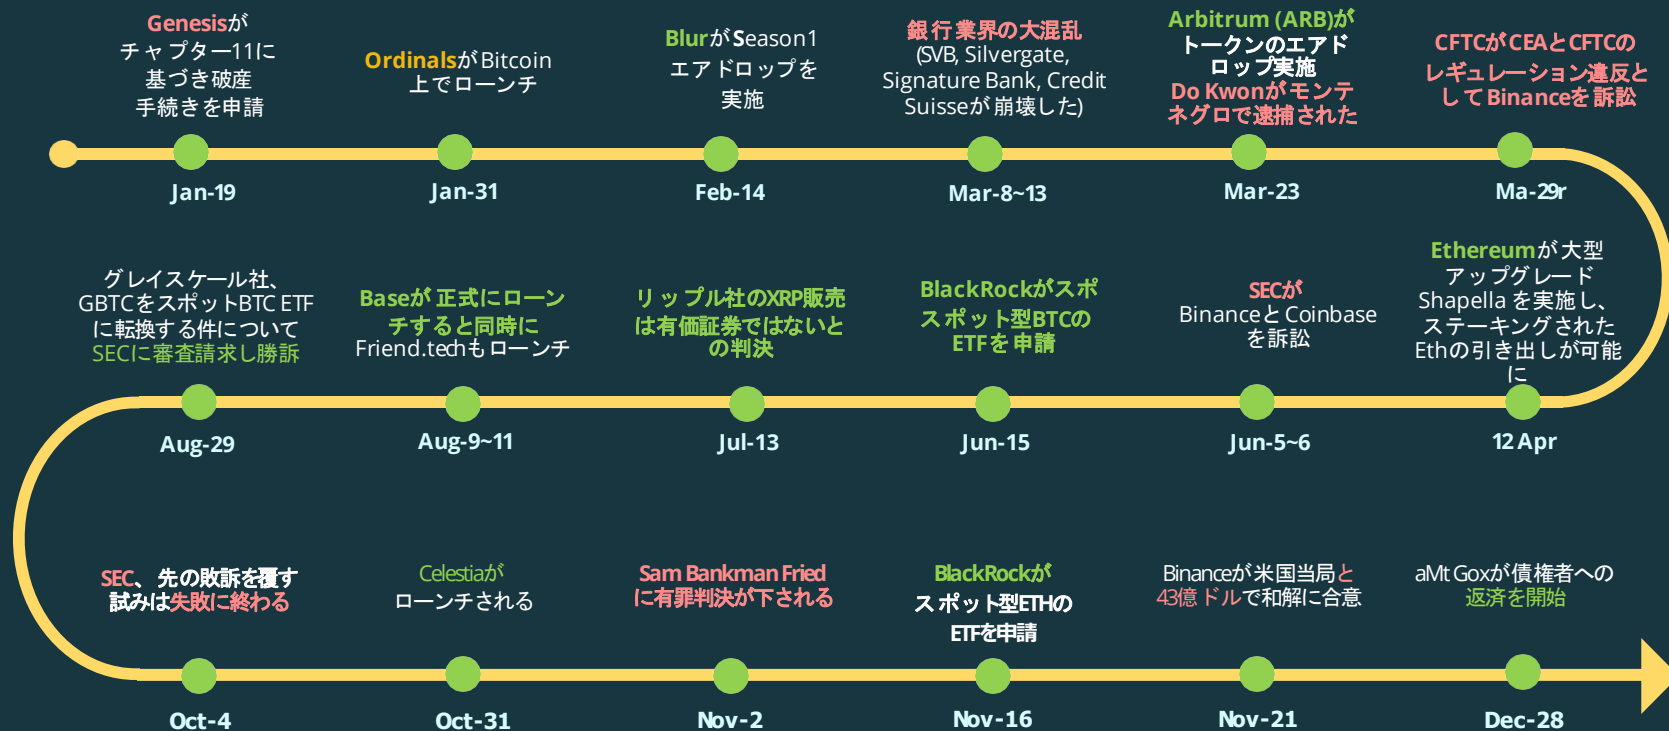 Genesisが
チャプター11に
基づき破産
手続きを申請
Jan-19
OrdinalsがBitcoin
上でローンチ
Jan-31
BlurがSeason1
エアドロップを
実施
Feb-14
銀行業界の大混乱
(SVB, Silvergate,
Signature Bank, Credit
Suisseが崩壊した)
Mar-8~13
Arbitrum (ARB)が
トークンのエアド
ロップ実施
Do Kwonがモンテ
ネグロで逮捕された
Mar-23
CFTCがCEAとCFTCの
レギュレーション違反と
してBinanceを訴訟
Ma-29r
Ethereumが大型
アップグレード
Shapellaを実施し、
ステーキングされた
Ethの引き出しが可能
に
12 Apr
SECが
BinanceとCoinbase
を訴訟
Jun-5~6
BlackRockがスポ
スポット型BTCの
ETFを申請
Jun-15
リップル社のXRP販売
は有価証券ではないと
の判決
Jul-13
Baseが正式にローン
チすると同時に
Friend.techもローンチ
Aug-9~11
グレイスケール社、
GBTCをスポットBTC ETF
に転換する件について
SECに審査請求し勝訴
Aug-29
SEC、先の敗訴を覆す
試みは失敗に終わる
Oct-4
Celestiaが
ローンチされる
Oct-31
Sam Bankman Fried
に有罪判決が下される
Nov-2
BlackRockが
スポット型ETHの
ETFを申請
Nov-16
Binanceが米国当局と
43億ドルで和解に合意
Nov-21
aMt Goxが債権者への
返済を開始
Dec-28